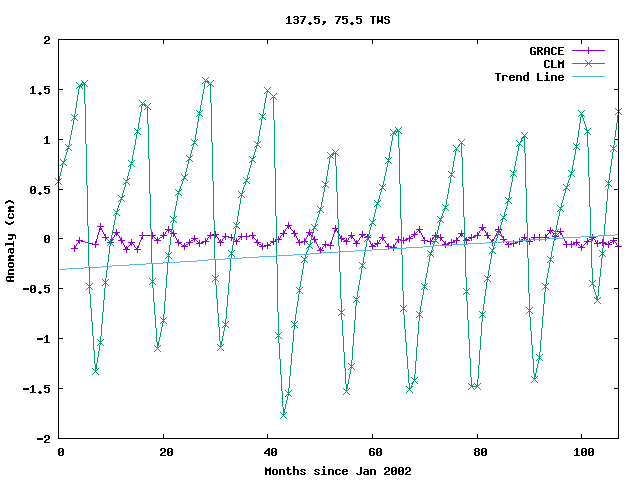 137.5, 75.5 TWS
GRACE
CLM
Trend Line
2
1.5
1
0.5
0
-0.5
-1
-1.5
-2
Anomaly (cm)
0 20 40 60 80 100
Months since Jan 2002